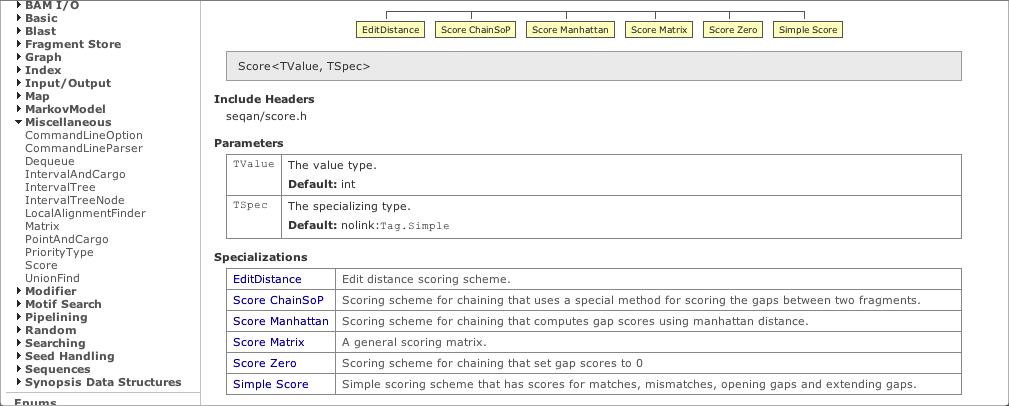 BAM I/O
Basic
Blast
Fragment Store
Graph
Index
Input/Output
Map
MarkovModel
Miscellaneous
CommandLineOption
CommandLineParser
Dequeue
IntervalAndCargo
IntervalTree
IntervalTreeNode
LocalAlignmentFinder
Matrix
PointAndCargo
PriorityType
Score
UnionFind
Modifier
Motif Search
Pipelining
Random
Searching
Seed Handling
Sequences
Synopsis Data Structures
Enums
EditDistance Score ChainSoP Score Manhattan Score Matrix Score Zero Simple Score
Score<TValue, TSpec>
Include Headers
seqan/score.h
Parameters
TValue The value type.
Default: int
TSpec The specializing type.
Default: nolink:Tag.Simple
Specializations
EditDistance Edit distance scoring scheme.
Score ChainSoP Scoring scheme for chaining that uses a special method for scoring the gaps between two fragments.
Score Manhattan Scoring scheme for chaining that computes gap scores using manhattan distance.
Score Matrix A general scoring matrix.
Score Zero Scoring scheme for chaining that set gap scores to 0
Simple Score Simple scoring scheme that has scores for matches, mismatches, opening gaps and extending gaps.